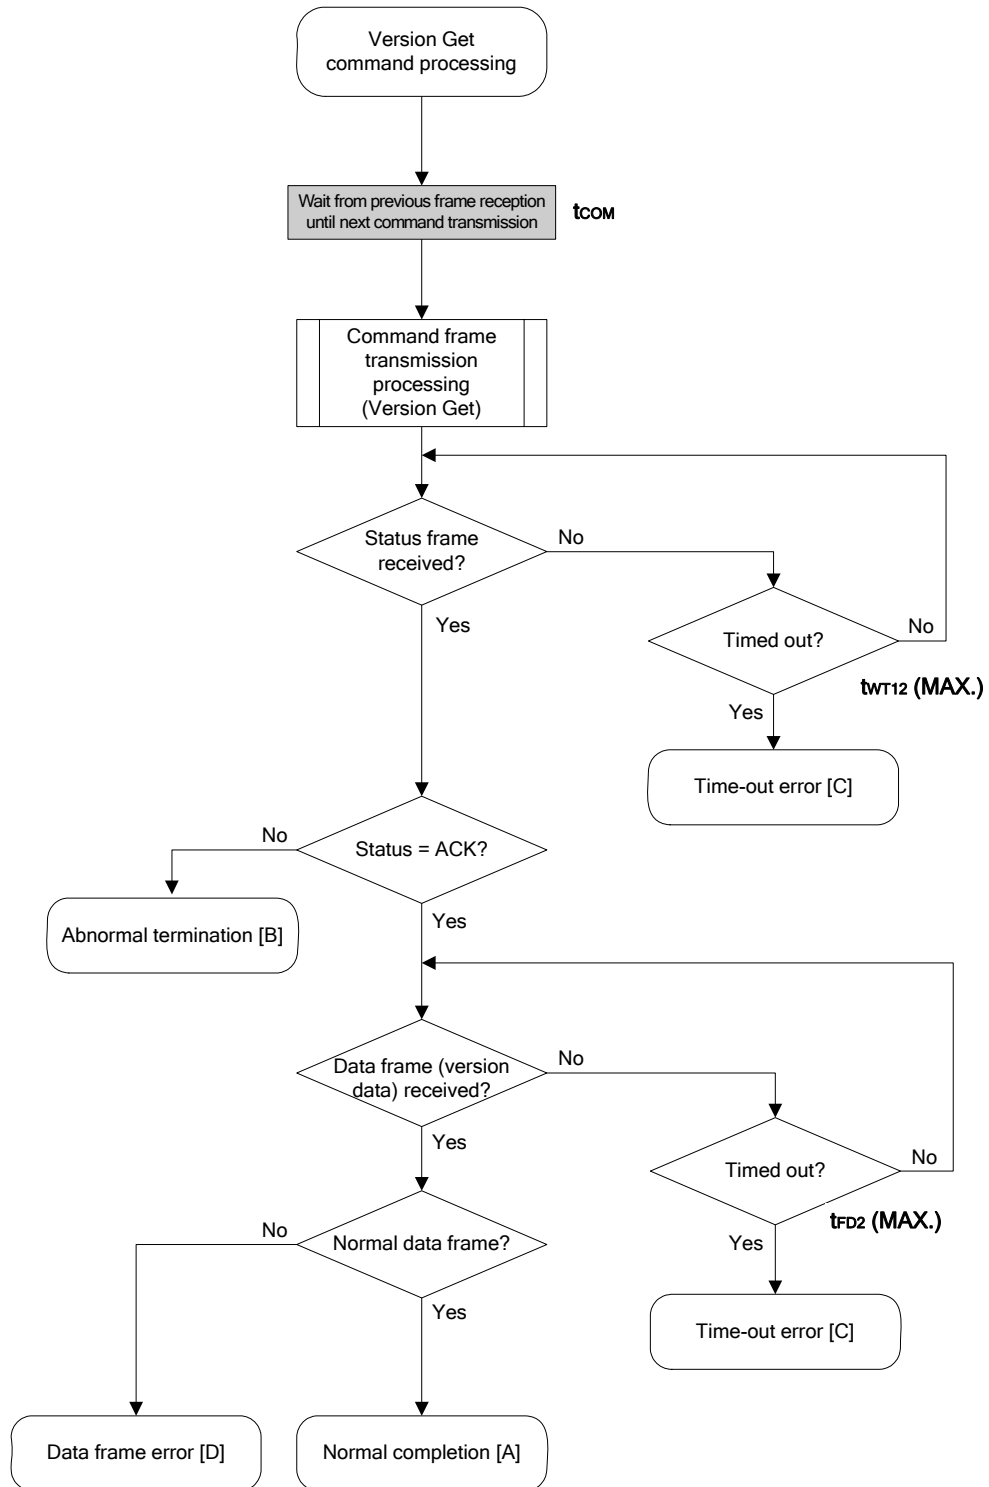 Version Get
command processing
Wait from previous frame reception
until next command transmission
tCOM
Command frame
transmission
processing
(Version Get)
Status frame
received?
No
Yes
Timed out?
No
tWT12 (MAX.)
Yes
Time-out error [C]
Status = ACK?
No
Yes
Abnormal termination [B]
Data frame (version
data) received?
No
Yes
Timed out?
No
tFD2 (MAX.)
Yes
Time-out error [C]
Normal data frame?
No
Yes
Data frame error [D]
Normal completion [A]